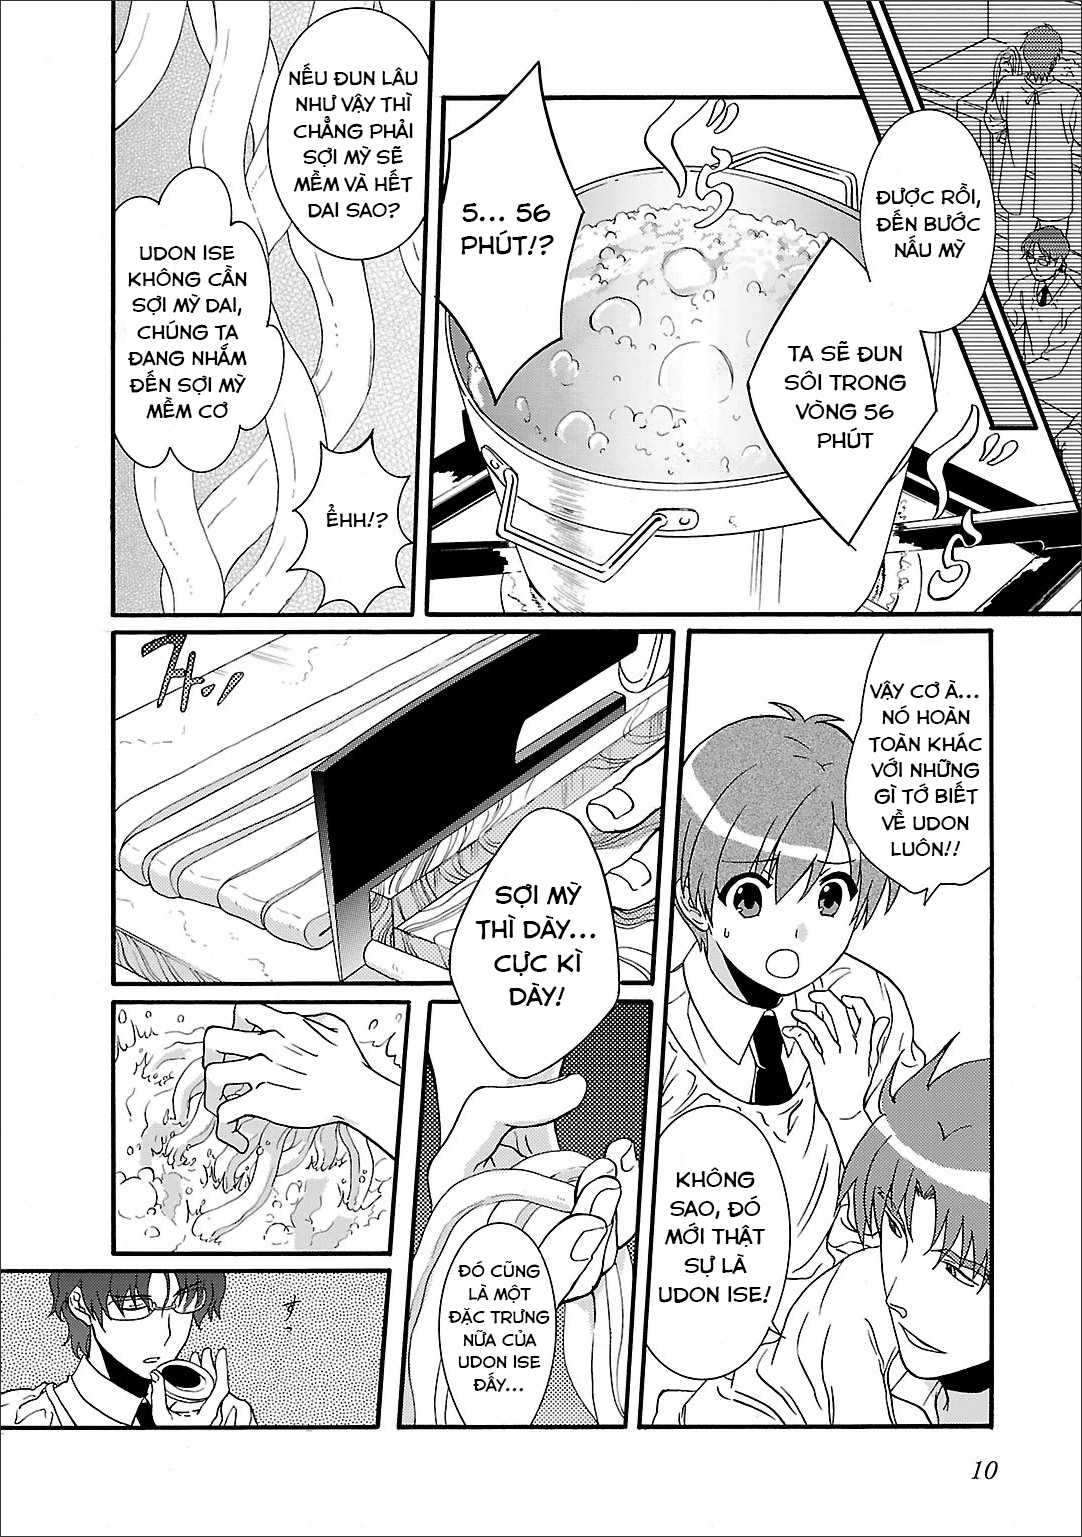 ĐƯỢC RỒI,
ĐẾN BƯỚC
NẤU MỲ
TA SẼ ĐUN
SÔI TRONG
VÒNG 56
PHÚT
5... 56
PHÚT!?
NẾU ĐUN LÂU
NHƯ VẬY THÌ
CHẲNG PHẢI
SỢI MỲ SẼ
MỀM VÀ HẾT
DAI SAO?
UDON ISE
KHÔNG CẦN
SỢI MỲ DAI,
CHÚNG TA
ĐANG NHẮM
ĐẾN SỢI MỲ
MỀM CƠ
ỂHH!?
VẬY CƠ À...
NÓ HOÀN
TOÀN KHÁC
VỚI NHỮNG
GÌ TỚ BIẾT
VỀ UDON
LUÔN!!
KHÔNG
SAO, ĐÓ
MỚI THẬT
SỰ LÀ
UDON ISE!
SỢI MỲ
THÌ DÀY...
CỰC KÌ
DÀY!
ĐÓ CŨNG
LÀ MỘT
ĐẶC TRƯNG
NỮA CỦA
UDON ISE
ĐẤY...
10